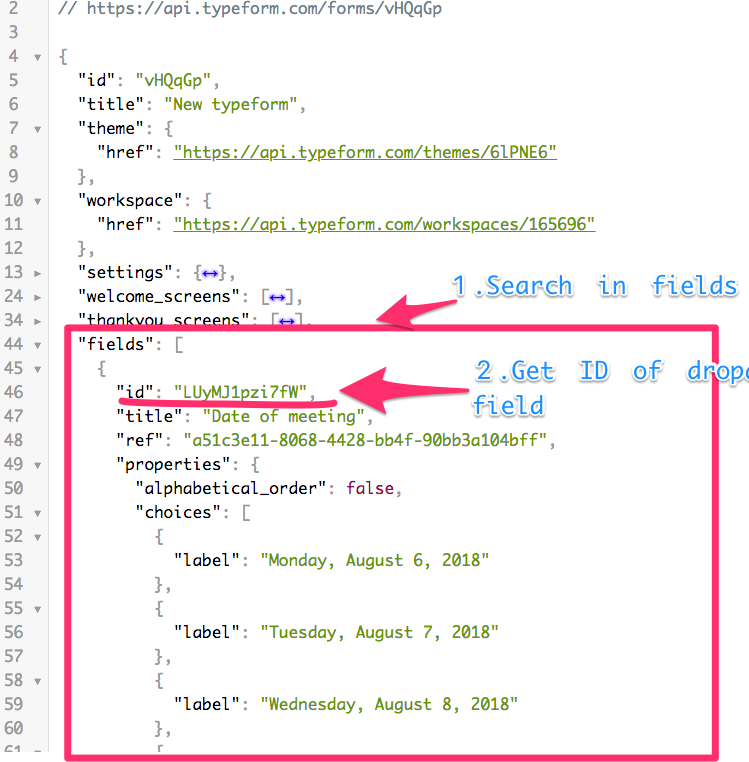 2 // https://api.typeform.com/forms/vHQqGp
3
4 {
5 "id": "vHQqGp",
6 "title": "New typeform",
7 "theme": {
8 "href": "https://api.typeform.com/themes/6lPNE6"
9 },
10 "workspace": {
11 "href": "https://api.typeform.com/workspaces/165696"
12 },
13 "settings": {↔},
24 "welcome_screens": [↔],
34 "thankyou_screens": [↔],
1.Search in fields
44 "fields": [
45 {
46 "id": "LUyMJ1pzi7fW",
2.Get ID of
field
47 "title": "Date of meeting",
48 "ref": "a51c3e11-8068-4428-bb4f-90bb3a104bff",
49 "properties": {
50 "alphabetical_order": false,
51 "choices": [
52 {
53 "label": "Monday, August 6, 2018"
54 },
55 {
56 "label": "Tuesday, August 7, 2018"
57 },
58 {
59 "label": "Wednesday, August 8, 2018"
60 },
61 {